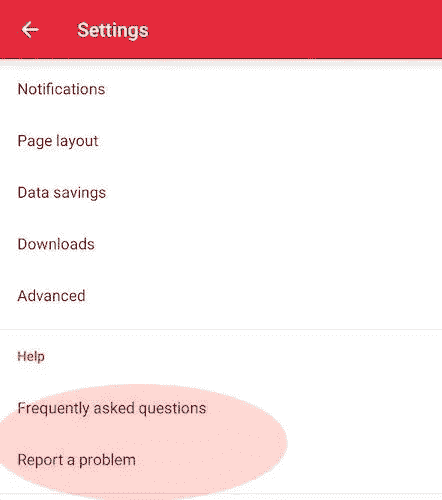 Settings
Notifications
Page layout
Data savings
Downloads
Advanced
Help
Frequently asked questions
Report a problem